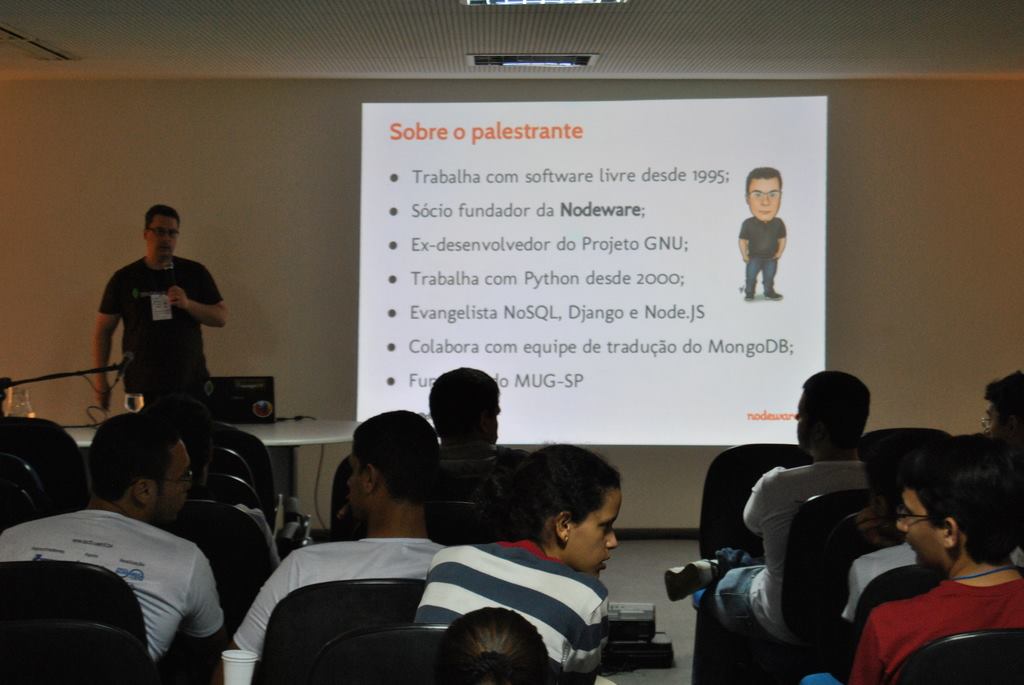 Sobre o palestrante
• Trabalha com software livre desde 1995;
• Sócio fundador da Nodeware;
• Ex-desenvolvedor do Projeto GNU;
• Trabalha com Python desde 2000;
• Evangelista NoSQL, Django e Node.JS
• Colabora com equipe de tradução do MongoDB;
• do MUG-SP